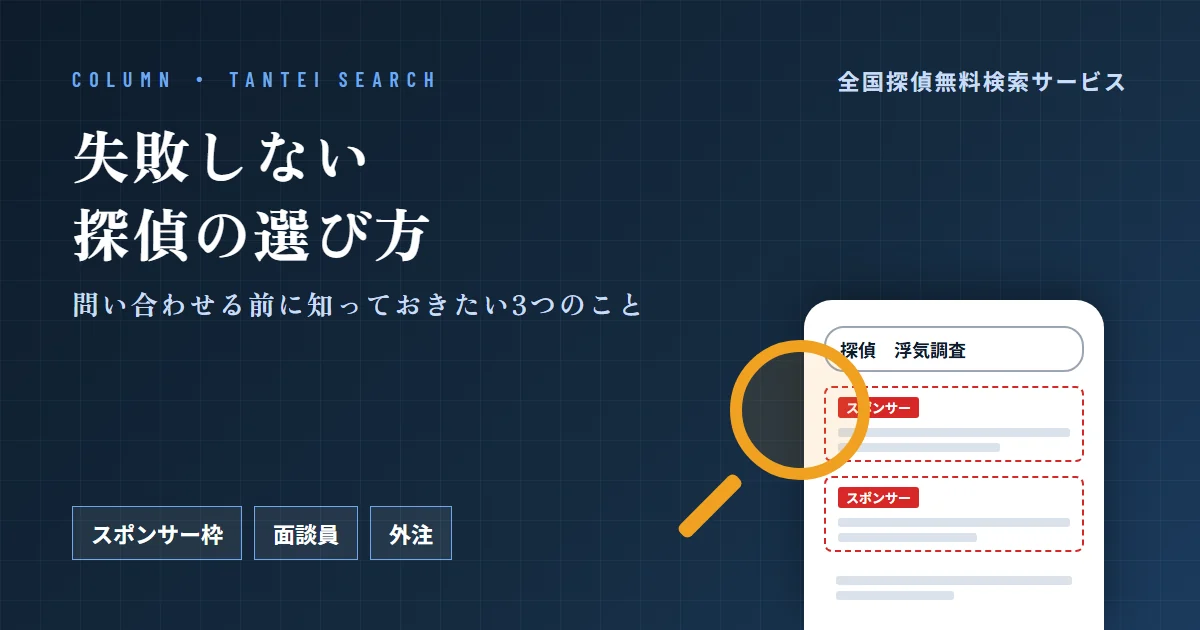 COLUMN • TANTEI SEARCH
全国探偵無料検索サービス
失敗しない
探偵の選び方
問い合わせる前に知っておきたい3つのこと
探偵　浮気調査
スポンサー
スポンサー
スポンサー枠
面談員
外注